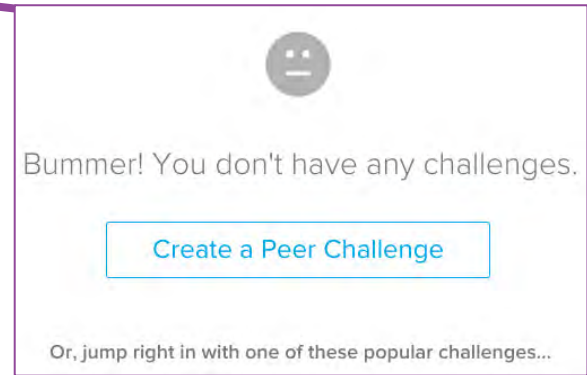 Bummer! You don't have any challenges.
Create a Peer Challenge
Or, jump right in with one of these popular challenges...